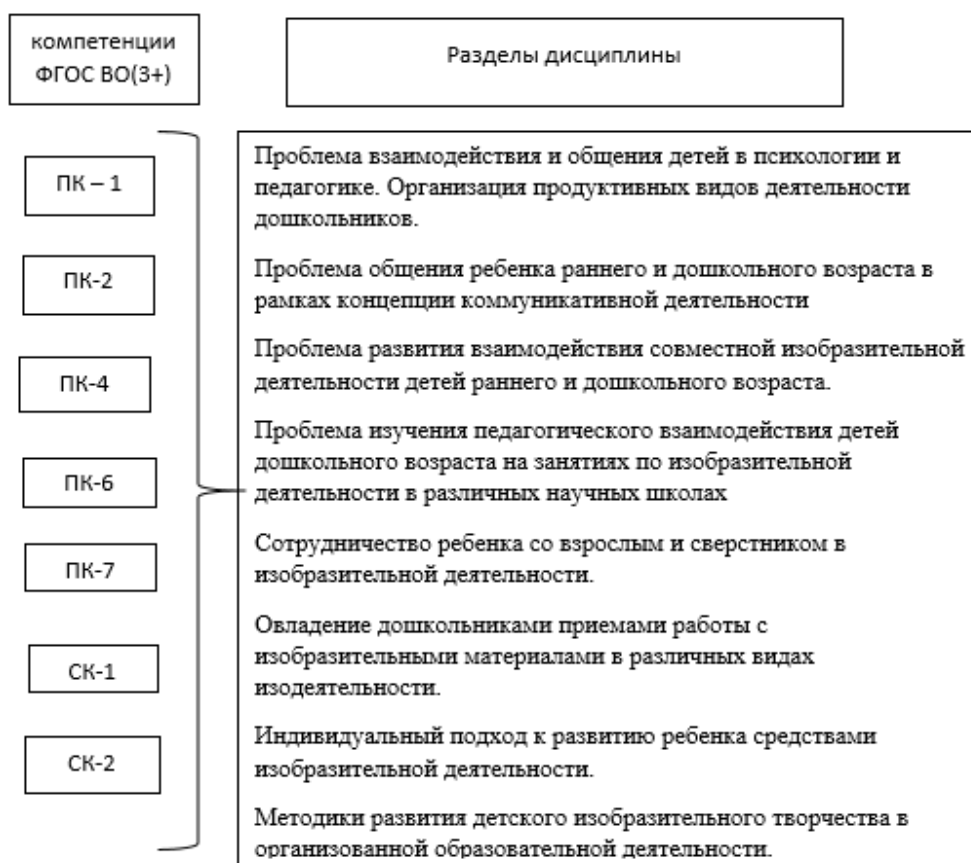 компетенции
ФГОС ВО(3+)
Разделы дисциплины
ПК – 1
ПК-2
ПК-4
ПК-6
ПК-7
СК-1
СК-2
Проблема взаимодействия и общения детей в психологии и
педагогике. Организация продуктивных видов деятельности
дошкольников.
Проблема общения ребенка раннего и дошкольного возраста в
рамках концепции коммуникативной деятельности
Проблема развития взаимодействия совместной изобразительной
деятельности детей раннего и дошкольного возраста.
Проблема изучения педагогического взаимодействия детей
дошкольного возраста на занятиях по изобразительной
деятельности в различных научных школах
Сотрудничество ребенка со взрослым и сверстником в
изобразительной деятельности.
Овладение дошкольниками приемами работы с
изобразительными материалами в различных видах
изодеятельности.
Индивидуальный подход к развитию ребенка средствами
изобразительной деятельности.
Методики развития детского изобразительного творчества в
организованной образовательной деятельности.